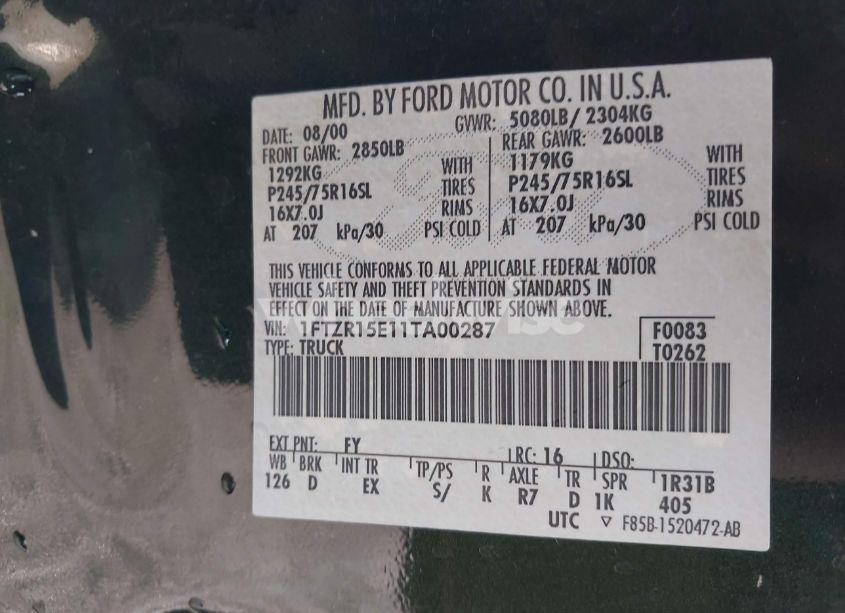 MFD. BY FORD MOTOR CO. IN U.S.A.
DATE: 08/00 GVWR: 5080LB/ 2304KG
FRONT GAWR: 2850LB REAR GAWR: 2600LB
1292KG WITH 1179KG WITH
P245/75R16SL TIRES P245/75R16SL TIRES
16X7.0J RIMS 16X7.0J RIMS
AT 207 kPa/30 PSI COLD AT 207 kPa/30 PSI COLD
THIS VEHICLE CONFORMS TO ALL APPLICABLE FEDERAL MOTOR
VEHICLE SAFETY AND THEFT PREVENTION STANDARDS IN
EFFECT ON THE DATE OF MANUFACTURE SHOWN ABOVE.
VIN: 1FTZR15E11TA00287 F0083
TYPE: TRUCK T0262
EXT PNT: FY RC: 16 DSO:
WB BRK INT TR TP/PS R AXLE TR SPR 1R31B
126 D EX S/ K R7 D 1K 405
UTC ▽ F85B-1520472-AB